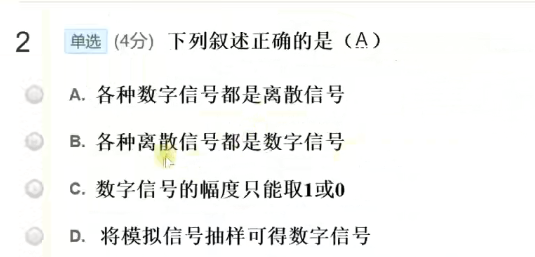 2 单选 (4分) 下列叙述正确的是（A）
A. 各种数字信号都是离散信号
B. 各种离散信号都是数字信号
C. 数字信号的幅度只能取1或0
D. 将模拟信号抽样可得数字信号